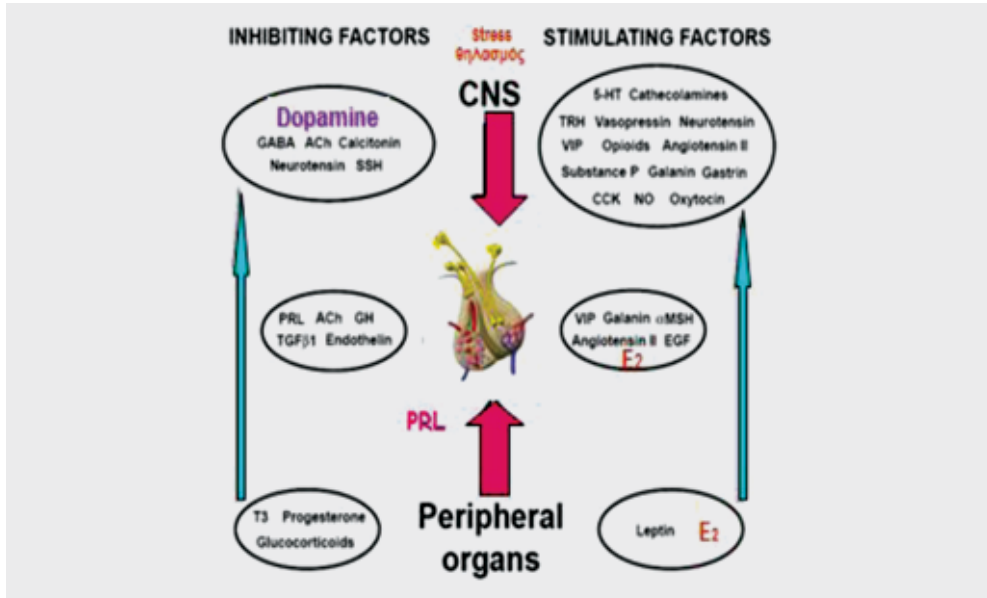 INHIBITING FACTORS
Stress
θηλασμός
STIMULATING FACTORS
CNS
Dopamine
GABA ACh Calcitonin
Neurotensin SSH
5-HT Cathecolamines
TRH Vasopressin Neurotensin
VIP Opioids Angiotensin II
Substance P Galanin Gastrin
CCK NO Oxytocin
PRL ACh GH
TGFβ1 Endothelin
VIP Galanin αMSH
Angiotensin II EGF
E2
PRL
T3 Progesterone
Glucocorticoids
Peripheral
organs
Leptin E2